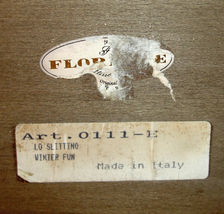 FLOR E
Art.0111-E
LO SLITTINO
WINTER FUN
Made in Italy